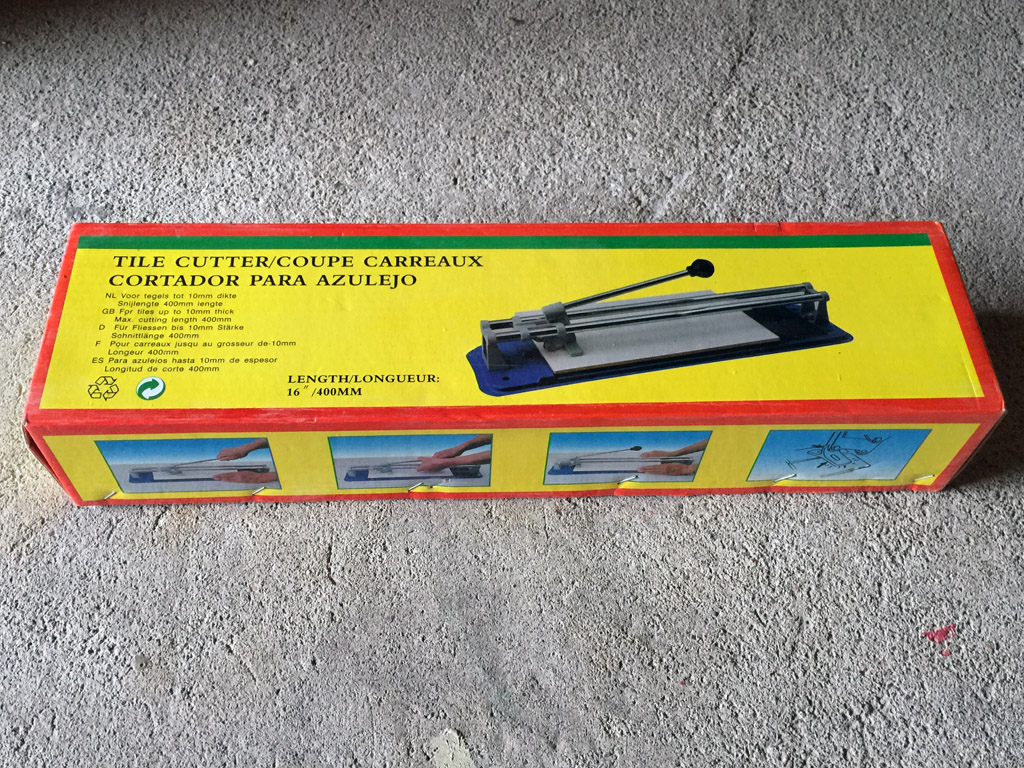 TILE CUTTER/COUPE CARREAUX
CORTADOR PARA AZULEJO
NL Voor tegels tot 10mm dikte
Snijlengte 400mm lengte
GB Fpr tiles up to 10mm thick
Max. cutting length 400mm
D Für Fliessen bis 10mm Stärke
Schnittlänge 400mm
F Pour carreaux jusqu au grosseur de-10mm
Longeur 400mm
ES Para azuleios hasta 10mm de espesor
Longitud de corte 400mm
LENGTH/LONGUEUR:
16″/400MM